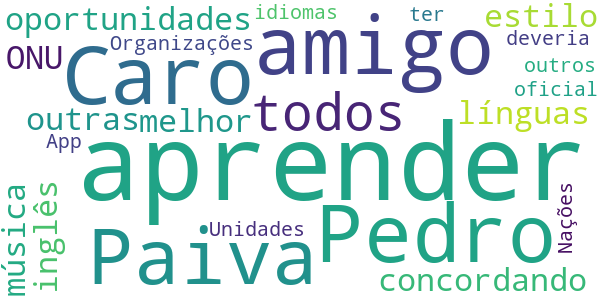 oportunidades
idiomas
ter
estilo
ONU
Organizações
amigo
deveria
Caro
outros
oficial
outras
melhor
todos
línguas
App
aprender
música
inglês
Paiva
Unidades
Pedro
Nações
concordando